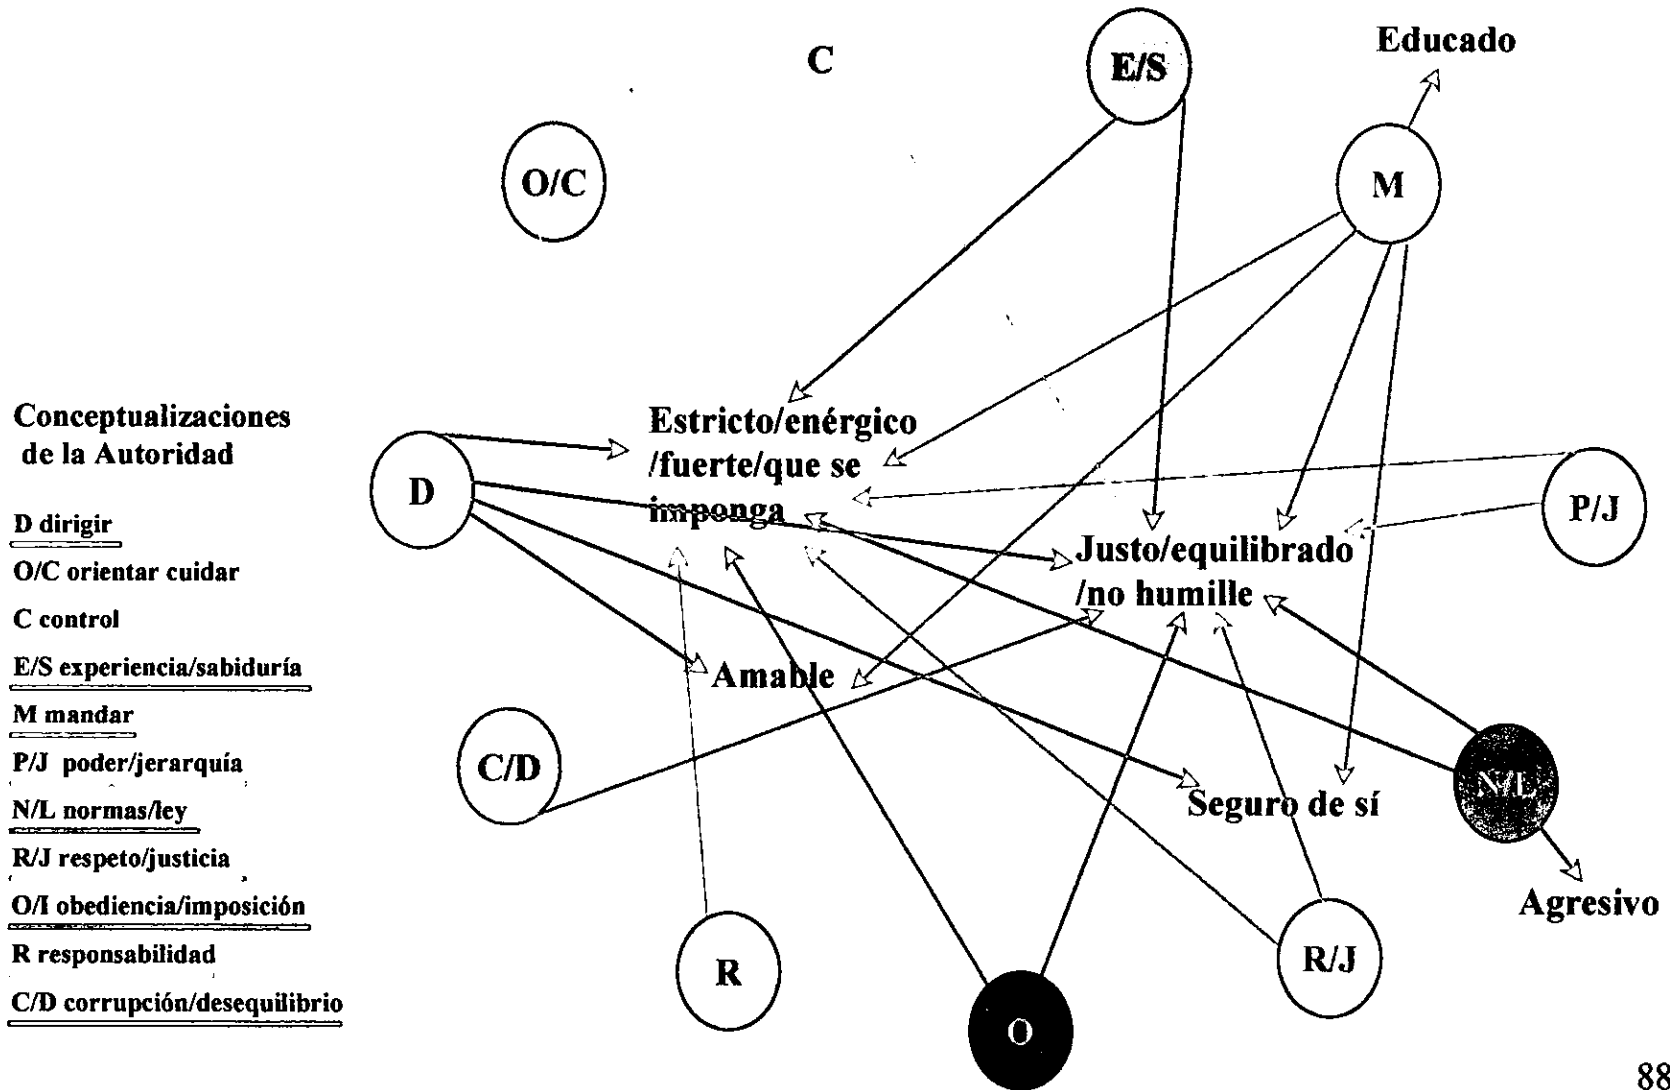 C
E/S
Educado
O/C
M
Conceptualizaciones
de la Autoridad
D dirigir
O/C orientar cuidar
C control
E/S experiencia/sabiduría
M mandar
P/J poder/jerarquía
N/L normas/ley
R/J respeto/justicia
O/I obediencia/imposición
R responsabilidad
C/D corrupción/desequilibrio
D
Estricto/enérgico
/fuerte/que se
imponga
P/J
Justo/equilibrado
/no humille
Amable
C/D
Seguro de sí
N/L
Agresivo
R
R/J
O
88